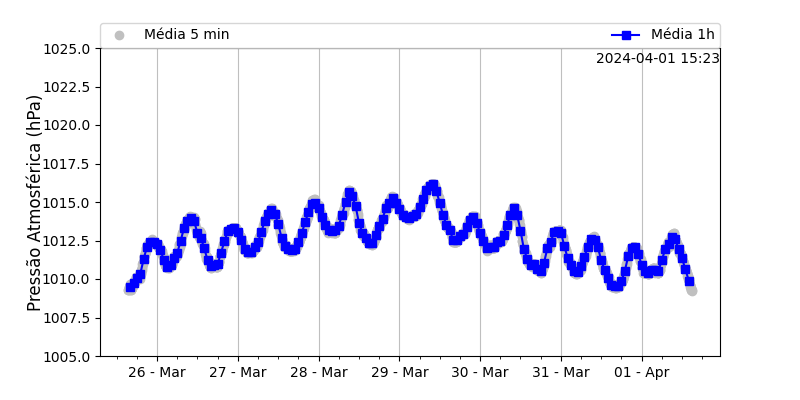 Média 5 min
Média 1h
2024-04-01 15:23
Pressão Atmosférica (hPa)
1025.0
1022.5
1020.0
1017.5
1015.0
1012.5
1010.0
1007.5
1005.0
26 - Mar
27 - Mar
28 - Mar
29 - Mar
30 - Mar
31 - Mar
01 - Apr